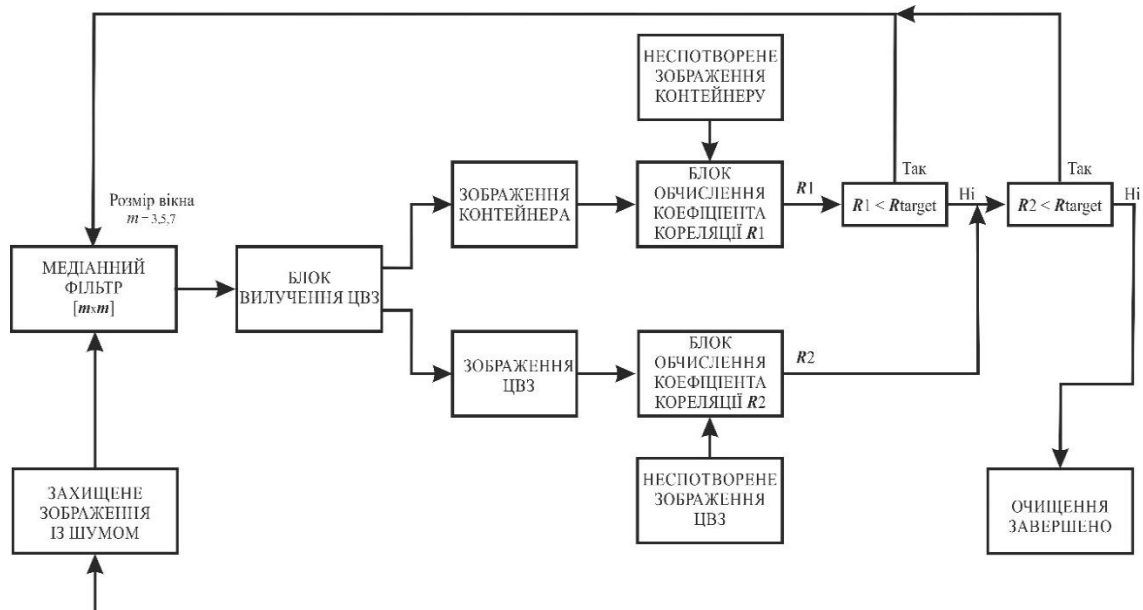 НЕСПОТВОРЕНЕ
ЗОБРАЖЕННЯ
КОНТЕЙНЕРУ
Розмір вікна
m = 3,5,7
МЕДІАННИЙ
ФІЛЬТР
[mxm]
БЛОК
ВИЛУЧЕННЯ ЦВЗ
ЗОБРАЖЕННЯ
КОНТЕЙНЕРА
БЛОК
ОБЧИСЛЕННЯ
КОЕФІЦІЄНТА
КОРЕЛЯЦІЇ R1
R1
Так
R1 < Rtarget
Ні
Так
R2 < Rtarget
Ні
ЗОБРАЖЕННЯ
ЦВЗ
БЛОК
ОБЧИСЛЕННЯ
КОЕФІЦІЄНТА
КОРЕЛЯЦІЇ R2
R2
ЗАХИЩЕНЕ
ЗОБРАЖЕННЯ
ІЗ ШУМОМ
НЕСПОТВОРЕНЕ
ЗОБРАЖЕННЯ
ЦВЗ
ОЧИЩЕННЯ
ЗАВЕРШЕНО